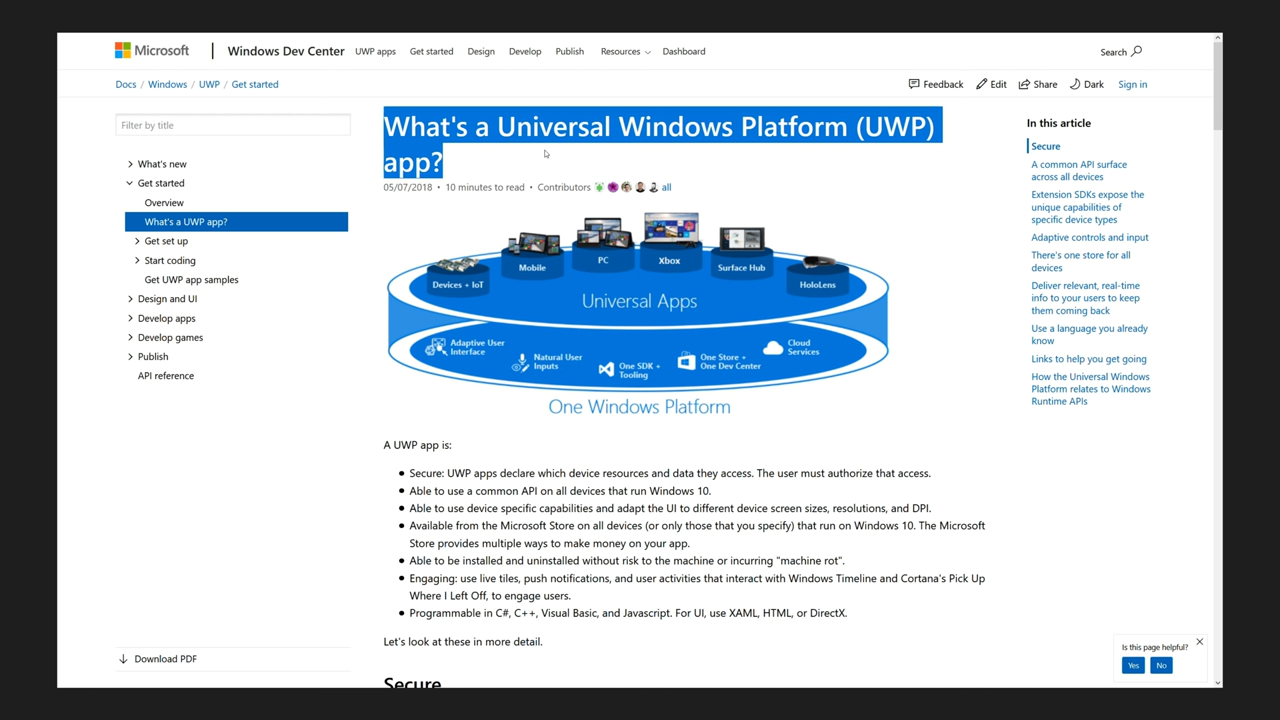 Microsoft
Windows Dev Center
UWP apps
Get started
Design
Develop
Publish
Resources
Dashboard
Search
Docs / Windows / UWP / Get started
Feedback
Edit
Share
Dark
Sign in
Filter by title
What's new
Get started
Overview
What's a UWP app?
Get set up
Start coding
Get UWP app samples
Design and UI
Develop apps
Develop games
Publish
API reference
Download PDF
What's a Universal Windows Platform (UWP)
app?
05/07/2018 • 10 minutes to read • Contributors all
Devices + IoT
Mobile
PC
Xbox
Surface Hub
HoloLens
Universal Apps
Adaptive User
Interface
Natural User
Inputs
One SDK +
Tooling
One Store +
One Dev Center
Cloud
Services
One Windows Platform
A UWP app is:
• Secure: UWP apps declare which device resources and data they access. The user must authorize that access.
• Able to use a common API on all devices that run Windows 10.
• Able to use device specific capabilities and adapt the UI to different device screen sizes, resolutions, and DPI.
• Available from the Microsoft Store on all devices (or only those that you specify) that run on Windows 10. The Microsoft
Store provides multiple ways to make money on your app.
• Able to be installed and uninstalled without risk to the machine or incurring "machine rot".
• Engaging: use live tiles, push notifications, and user activities that interact with Windows Timeline and Cortana's Pick Up
Where I Left Off, to engage users.
• Programmable in C#, C++, Visual Basic, and Javascript. For UI, use XAML, HTML, or DirectX.
Let's look at these in more detail.
Secure
In this article
Secure
A common API surface
across all devices
Extension SDKs expose the
unique capabilities of
specific device types
Adaptive controls and input
There's one store for all
devices
Deliver relevant, real-time
info to your users to keep
them coming back
Use a language you already
know
Links to help you get going
How the Universal Windows
Platform relates to Windows
Runtime APIs
Is this page helpful?
Yes
No